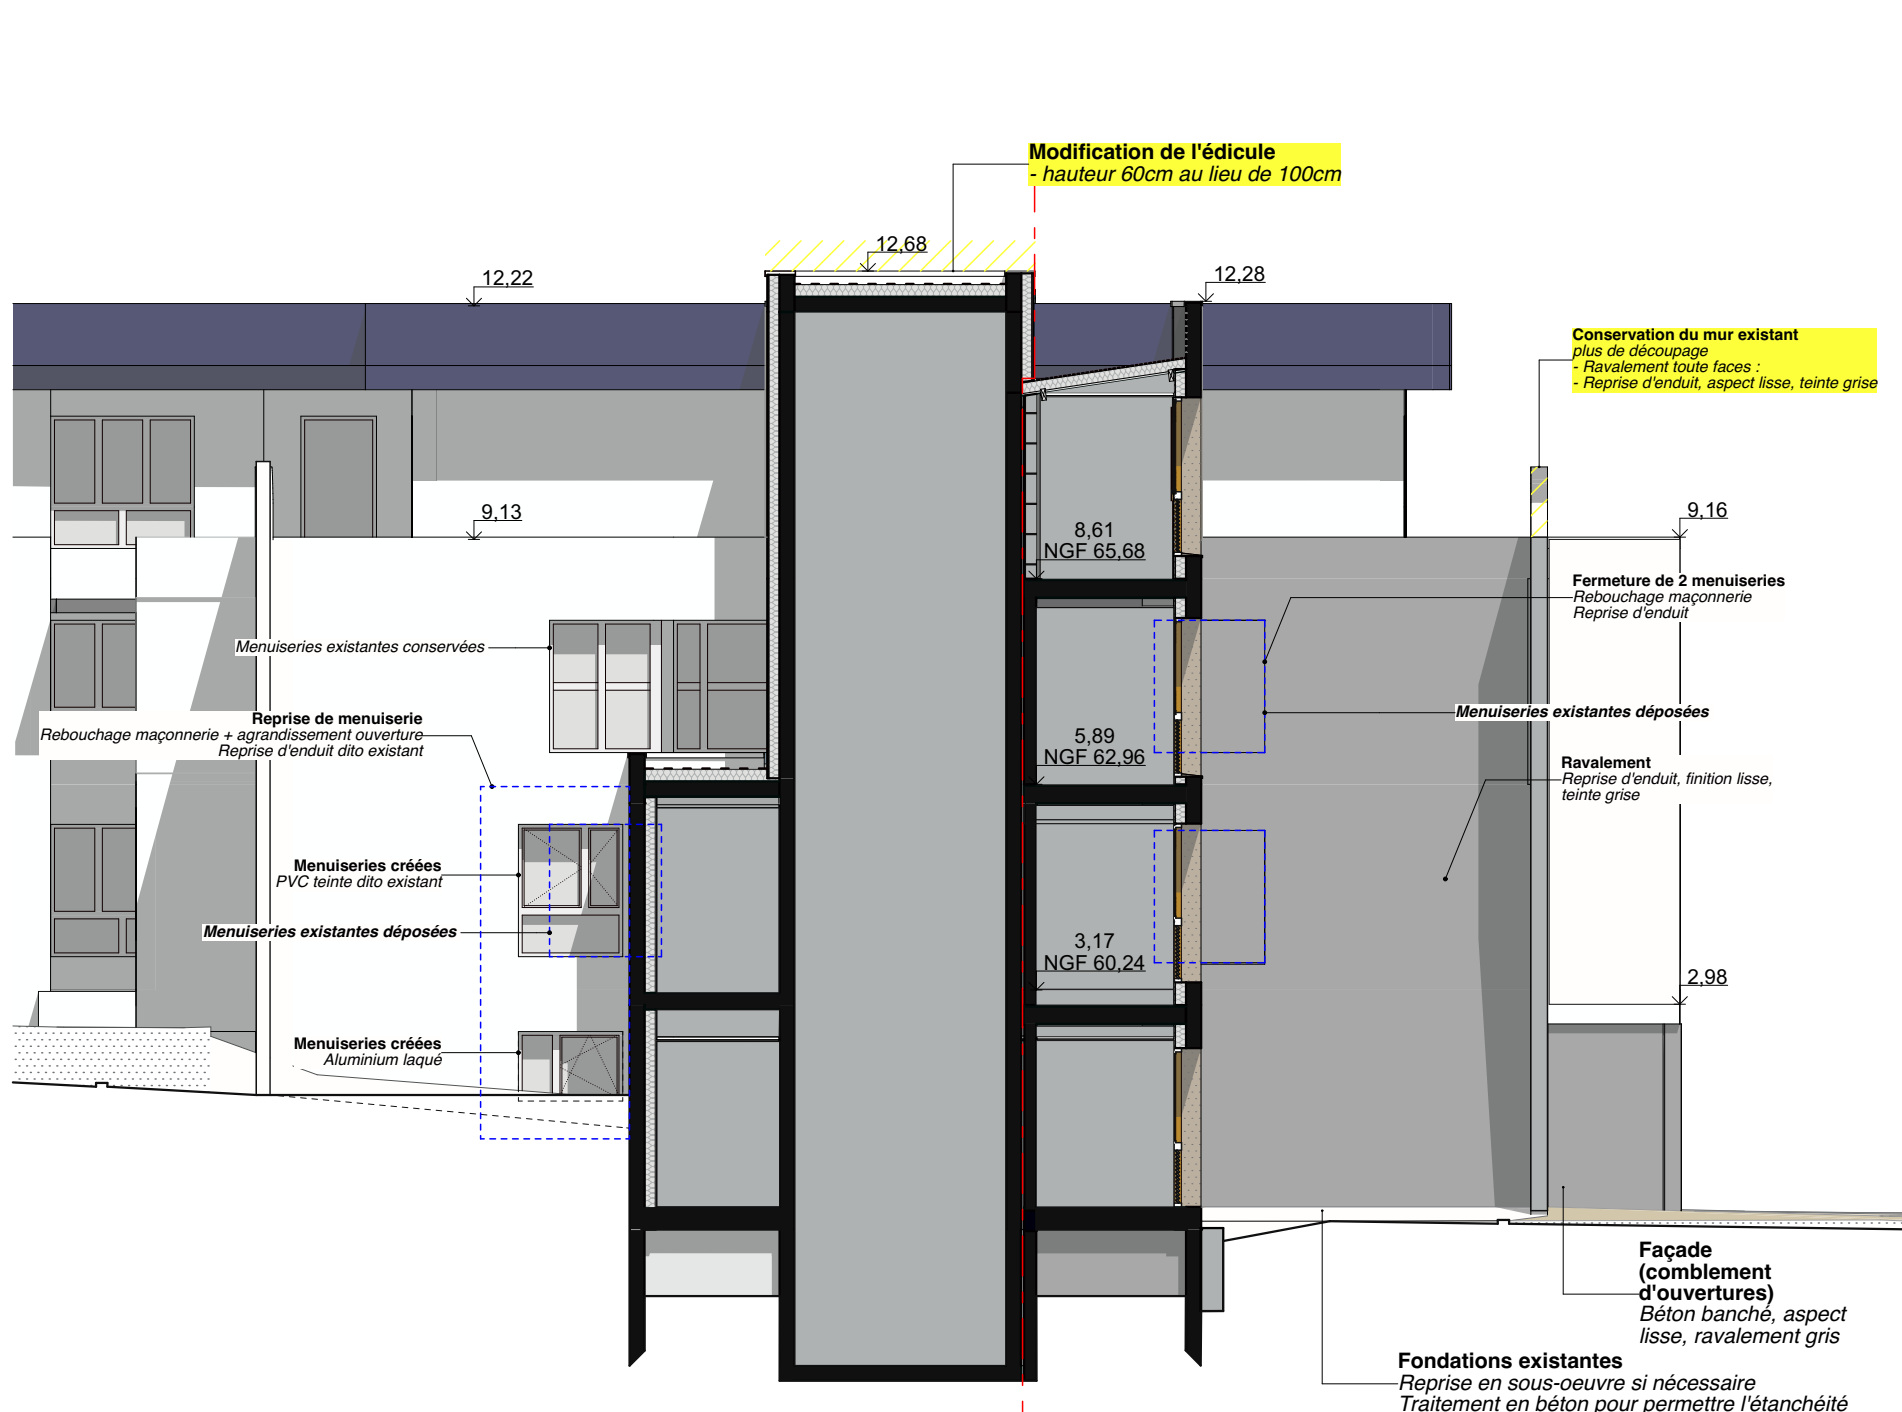 Modification de l'édicule
- hauteur 60cm au lieu de 100cm
12,68
12,22
12,28
Conservation du mur existant
plus de découpage
- Ravalement toute faces :
- Reprise d'enduit, aspect lisse, teinte grise
9,13
9,16
8,61
NGF 65,68
Fermeture de 2 menuiseries
Rebouchage maçonnerie
Reprise d'enduit
Menuiseries existantes conservées
Reprise de menuiserie
Rebouchage maçonnerie + agrandissement ouverture
Reprise d'enduit dito existant
Menuiseries existantes déposées
5,89
NGF 62,96
Ravalement
Reprise d'enduit, finition lisse,
teinte grise
Menuiseries créées
PVC teinte dito existant
Menuiseries existantes déposées
3,17
NGF 60,24
2,98
Menuiseries créées
Aluminium laqué
Façade
(comblement
d'ouvertures)
Béton banché, aspect
lisse, ravalement gris
Fondations existantes
Reprise en sous-oeuvre si nécessaire
Traitement en béton pour permettre l'étanchéité